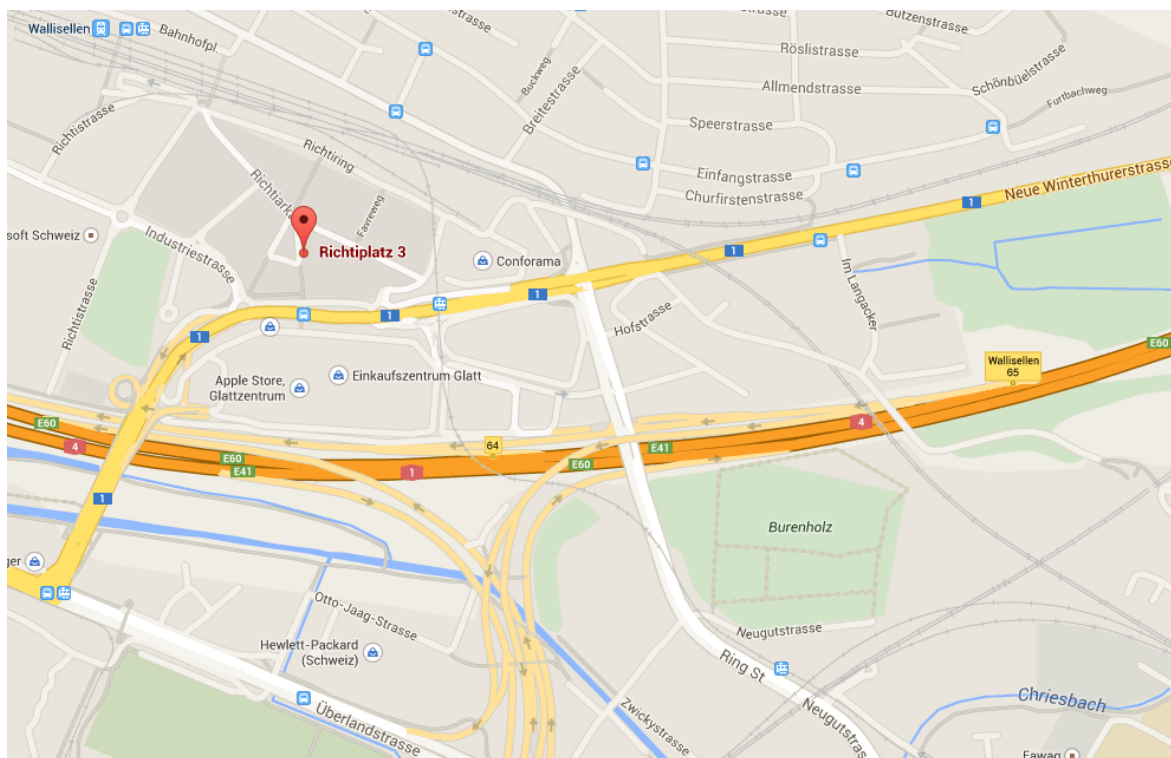 Wallisellen
Bahnhofpl.
Buckweg
Breitestrasse
Röslistrasse
Butzenstrasse
Allmendstrasse
Schönbüelstrasse
Furtbachweg
Speerstrasse
Einfangstrasse
Churfirstenstrasse
Neue Winterthurerstrasse
1
Richtistrasse
Richtiring
Favreweg
Richtiplatz 3
soft Schweiz
Industriestrasse
Conforama
1
Im Langacker
1
1
1
Hofstrasse
Richtistrasse
Apple Store,
Glattzentrum
Einkaufszentrum Glatt
Wallisellen
65
E60
E60
4
64
4
E60
E41
1
E60
E41
1
Burenholz
ger
Otto-Jaag-Strasse
Hewlett-Packard
(Schweiz)
Neugutstrasse
Ring St
Überlandstrasse
Zwickystrasse
Neugutstras
Chriesbach
Eawag